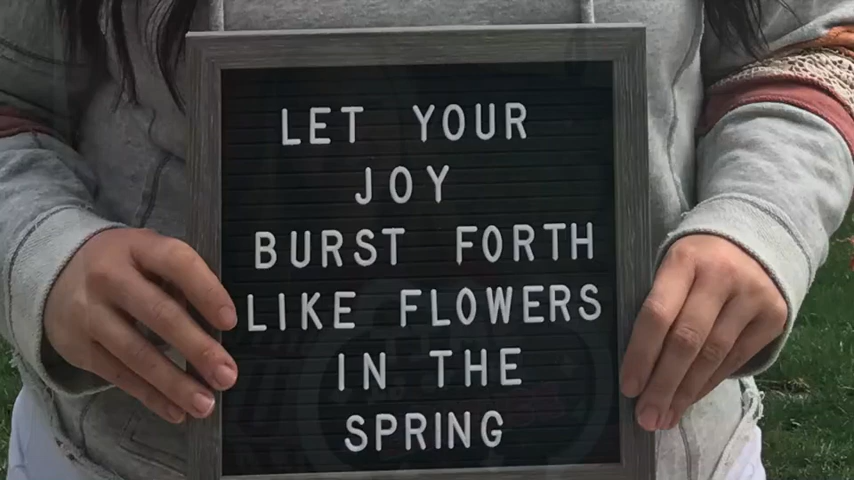 LET YOUR
JOY
BURST FORTH
LIKE FLOWERS
IN THE
SPRING